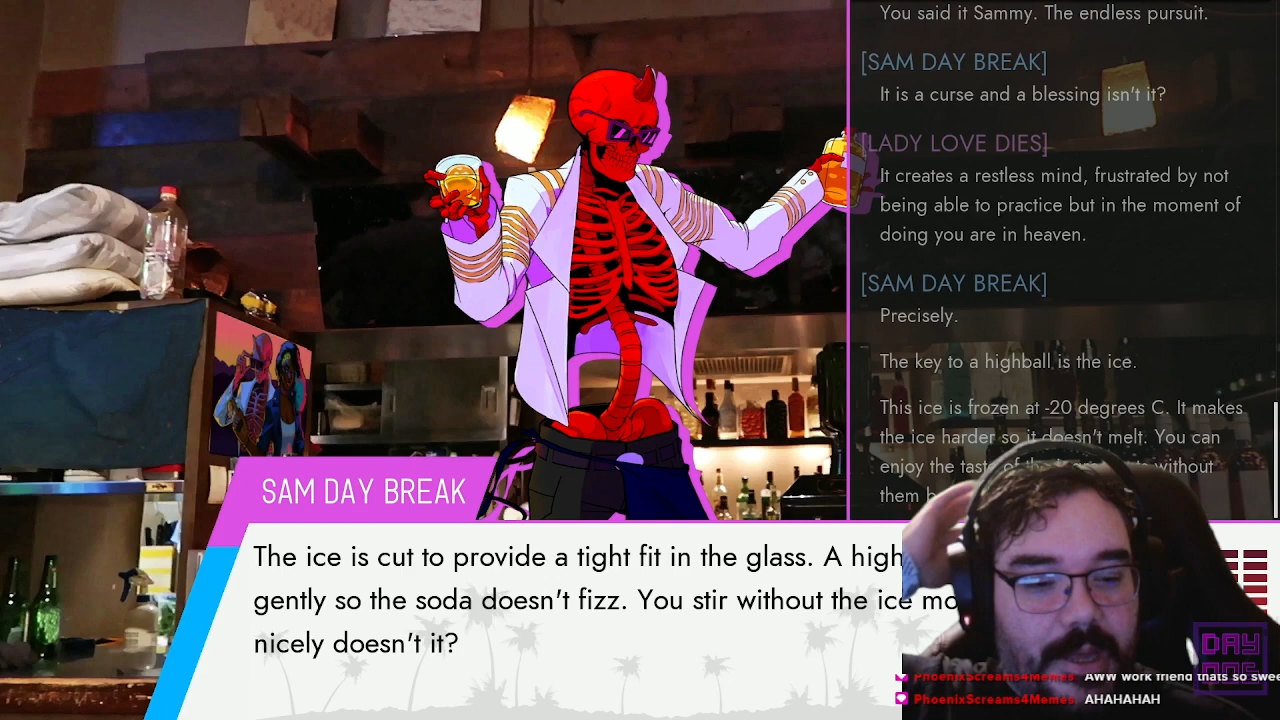 You said it Sammy. The endless pursuit.
[SAM DAY BREAK]
It is a curse and a blessing isn't it?
[LADY LOVE DIES]
It creates a restless mind, frustrated by not
being able to practice but in the moment of
doing you are in heaven.
[SAM DAY BREAK]
Precisely.
The key to a highball is the ice.
This ice is frozen at -20 degrees C. It makes
the ice harder so it doesn't melt. You can
enjoy the taste of the without
SAM DAY BREAK
The ice is cut to provide a tight fit in the glass. A high
gently so the soda doesn't fizz. You stir without the ice
nicely doesn't it?
DAY
PhoenixScreams4Memes AWW work friend thats so swee
PhoenixScreams4Memes AHAHAHAH